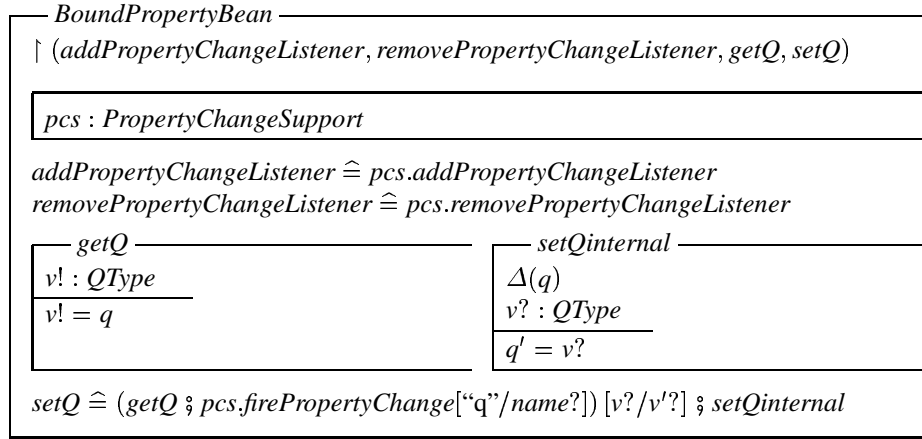 BoundPropertyBean
↾ (addPropertyChangeListener, removePropertyChangeListener, getQ, setQ)
pcs : PropertyChangeSupport
addPropertyChangeListener ≙ pcs.addPropertyChangeListener
removePropertyChangeListener ≙ pcs.removePropertyChangeListener
getQ
v! : QType
v! = q
setQinternal
Δ(q)
v? : QType
q′ = v?
setQ ≙ (getQ ⨟ pcs.firePropertyChange[“q”/name?]) [v?/v′?] ⨟ setQinternal